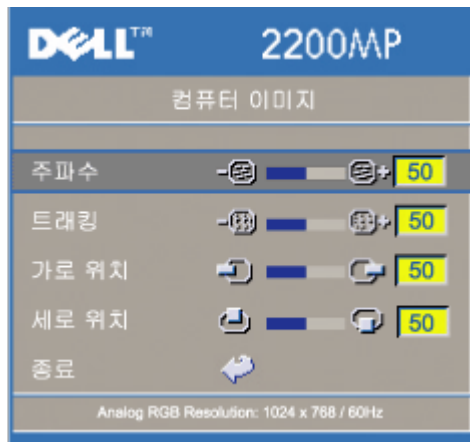 DELL™ 2200MP
컴퓨터 이미지
주파수 - + 50
트래킹 - + 50
가로 위치 50
세로 위치 50
종료
Analog RGB Resolution: 1024 x 768 / 60Hz